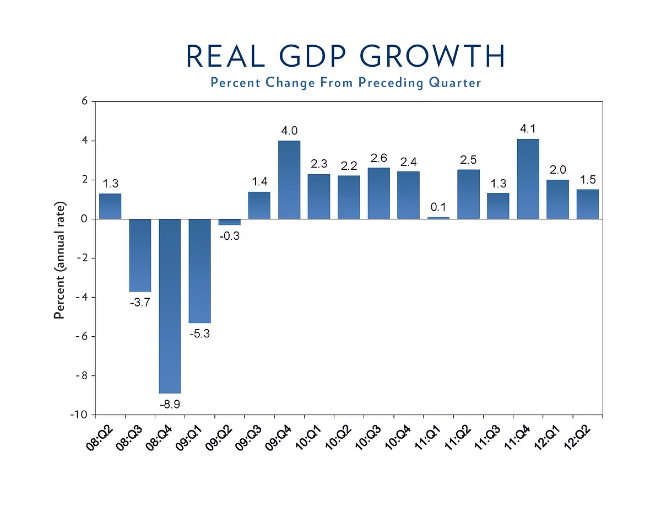 REAL GDP GROWTH
Percent Change From Preceding Quarter
Percent (annual rate)
6
4
2
0
-2
-4
-6
-8
-10
1.3
-3.7
-8.9
-5.3
-0.3
1.4
4.0
2.3
2.2
2.6
2.4
0.1
2.5
1.3
4.1
2.0
1.5
08:Q2
08:Q3
08:Q4
09:Q1
09:Q2
09:Q3
09:Q4
10:Q1
10:Q2
10:Q3
10:Q4
11:Q1
11:Q2
11:Q3
11:Q4
12:Q1
12:Q2